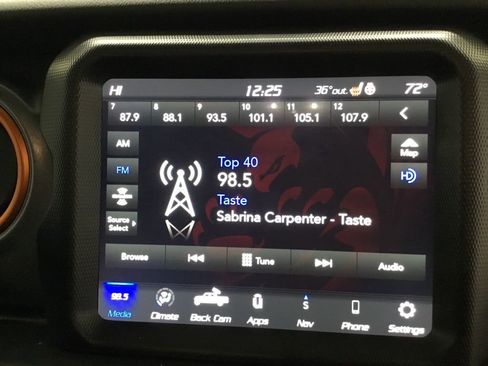 HI 12:25 36°out. 72°
7 8 9 10 11 12
87.9 88.1 93.5 101.1 105.1 107.9
AM
Map
FM
HD
Top 40
98.5
Taste
Sabrina Carpenter - Taste
Source
Select
Browse Tune Audio
98.5 S
Media Climate Back Cam Apps Nav Phone Settings